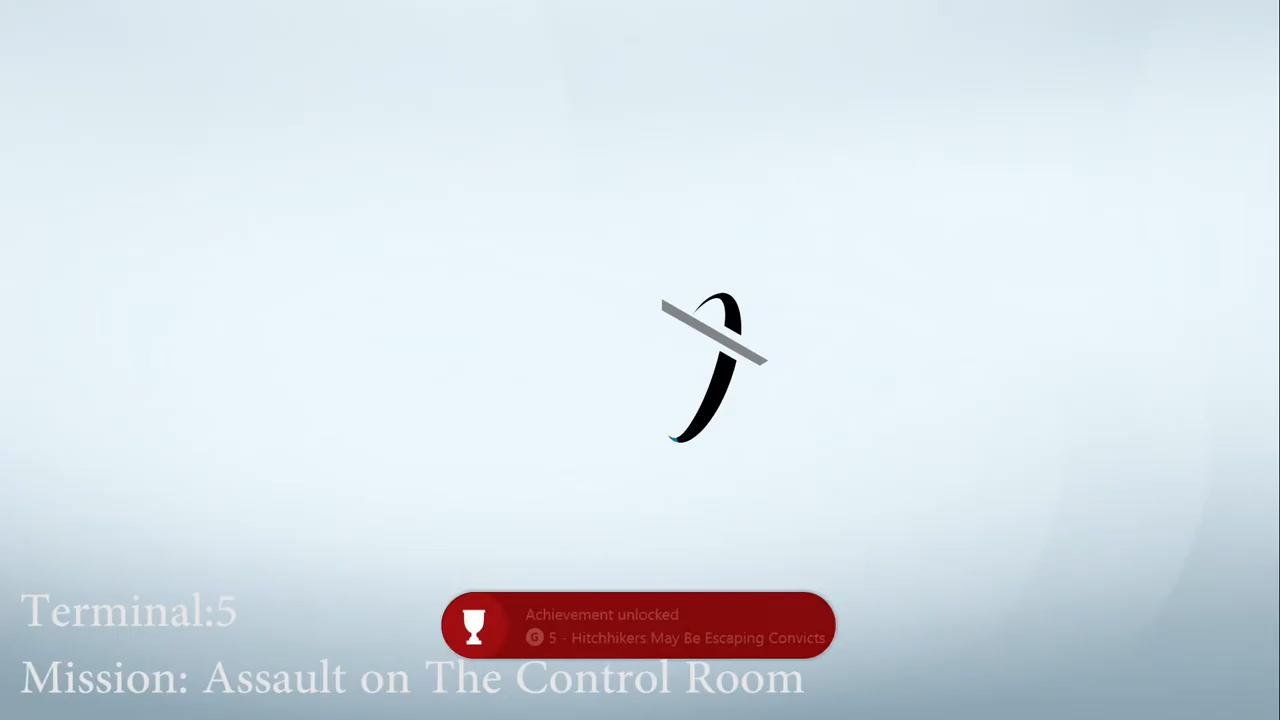 Achievement unlocked
G 5 - Hitchhikers May Be Escaping Convicts
Terminal:5
Mission: Assault on The Control Room